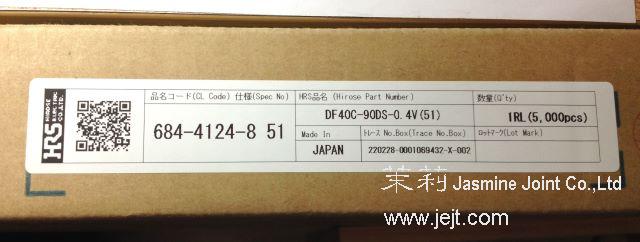 HRS
HIROSE
ELECTRIC
CO.,LTD.
品名コード(CL Code) 仕様(Spec No)
684-4124-8 51
HRS品名 (Hirose Part Number)
DF40C-90DS-0.4V(51)
数量(Q'ty)
1RL(5,000pcs)
Made In
JAPAN
トレース No.Box(Trace No.Box)
220228-0001069432-X-002
ロットマーク(Lot Mark)
茉莉 Jasmine Joint Co.,Ltd
www.jejt.com